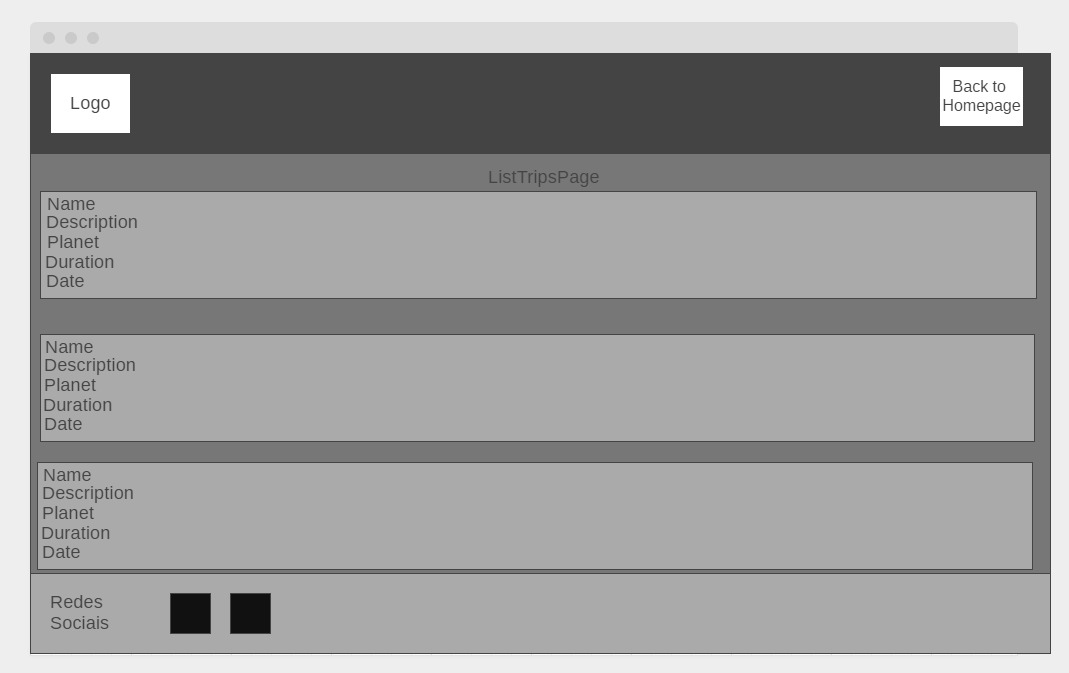 Logo
Back to
Homepage
ListTripsPage
Name
Description
Planet
Duration
Date
Name
Description
Planet
Duration
Date
Name
Description
Planet
Duration
Date
Redes
Sociais